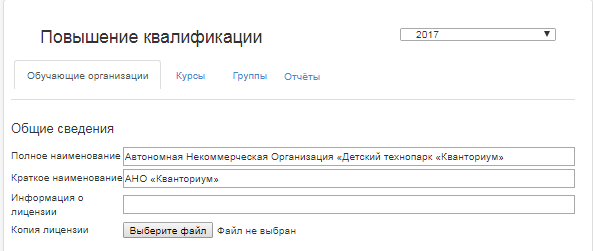 Повышение квалификации
2017
Обучающие организации Курсы Группы Отчёты
Общие сведения
Полное наименование Автономная Некоммерческая Организация «Детский технопарк «Кванториум»
Краткое наименование АНО «Кванториум»
Информация о
лицензии
Копия лицензии Выберите файл Файл не выбран